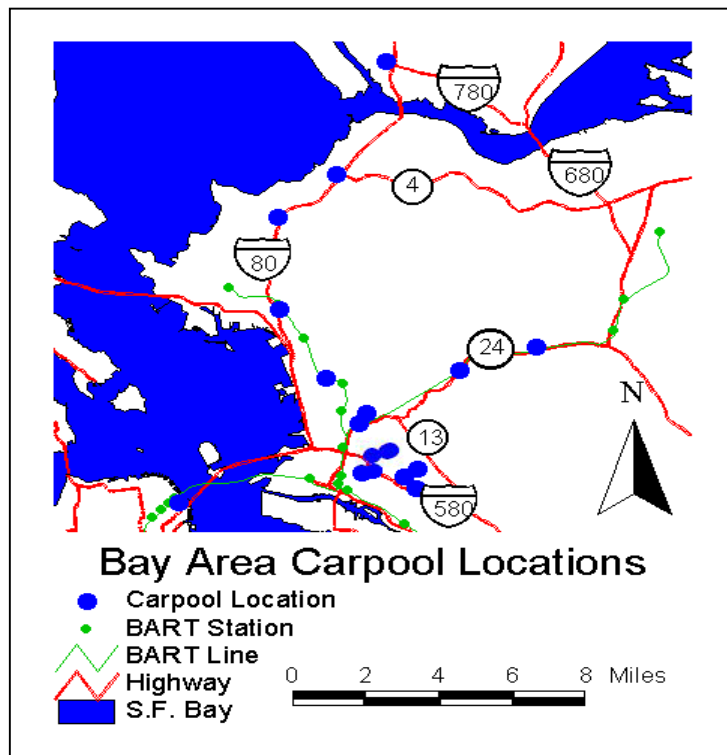 780
680
4
80
24
N
13
580
Bay Area Carpool Locations
Carpool Location
BART Station
BART Line
Highway
S.F. Bay
0 2 4 6 8 Miles